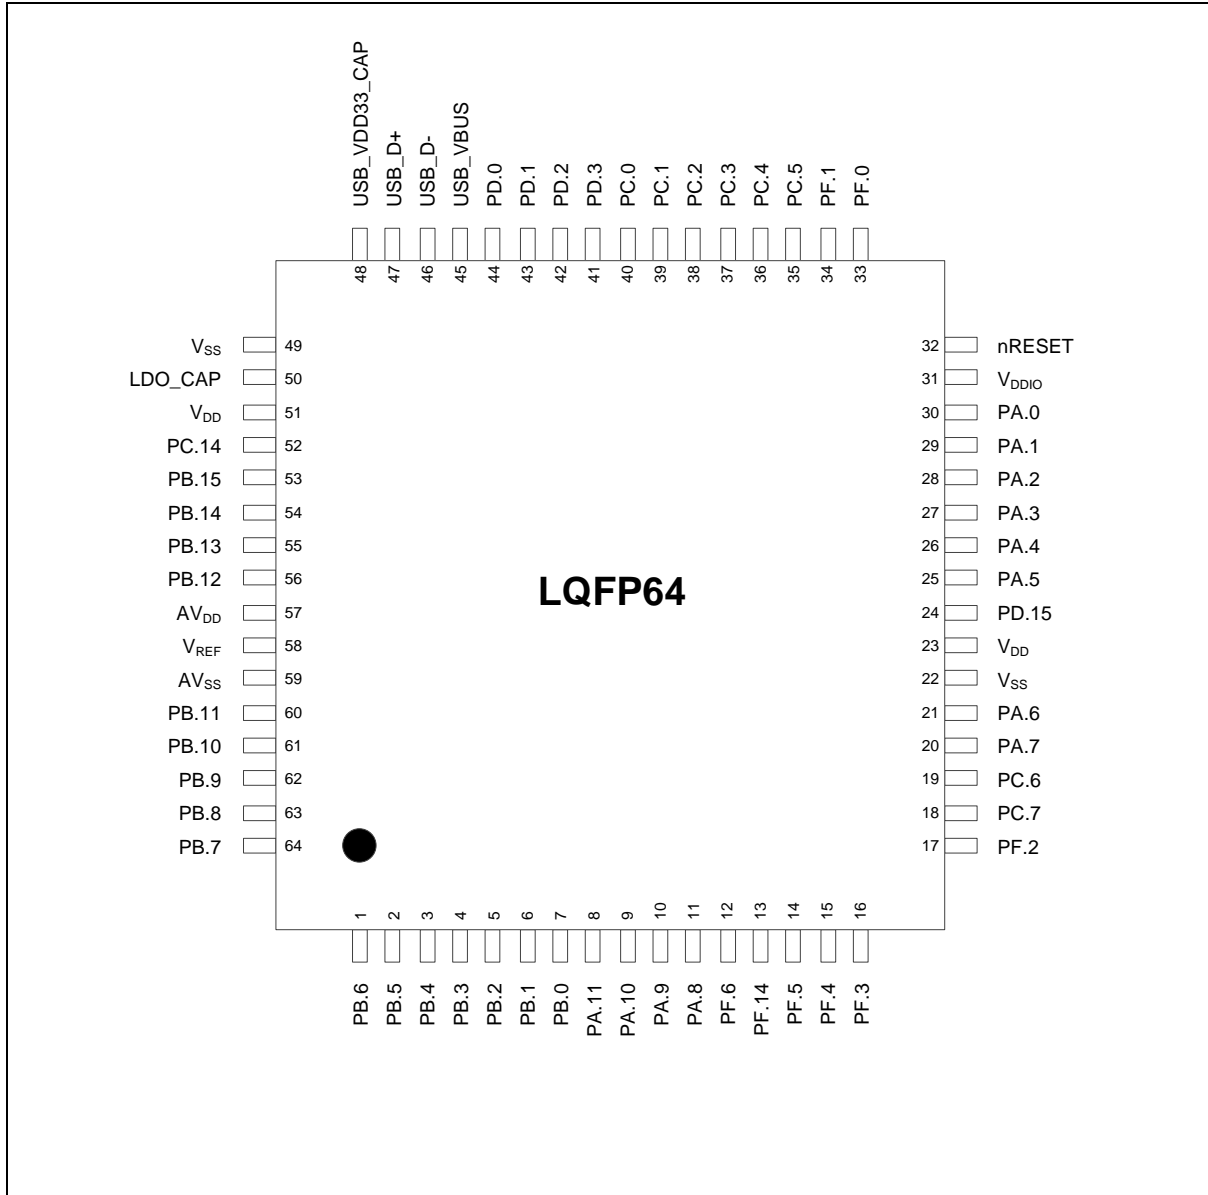 USB_VDD33_CAP
USB_D+
USB_D-
USB_VBUS
PD.0
PD.1
PD.2
PD.3
PC.0
PC.1
PC.2
PC.3
PC.4
PC.5
PF.1
PF.0
48 47 46 45 44 43 42 41 40 39 38 37 36 35 34 33
VSS 49
LDO_CAP 50
VDD 51
PC.14 52
PB.15 53
PB.14 54
PB.13 55
PB.12 56
AVDD 57
VREF 58
AVSS 59
PB.11 60
PB.10 61
PB.9 62
PB.8 63
PB.7 64
LQFP64
32 nRESET
31 VDDIO
30 PA.0
29 PA.1
28 PA.2
27 PA.3
26 PA.4
25 PA.5
24 PD.15
23 VDD
22 VSS
21 PA.6
20 PA.7
19 PC.6
18 PC.7
17 PF.2
1 2 3 4 5 6 7 8 9 10 11 12 13 14 15 16
PB.6
PB.5
PB.4
PB.3
PB.2
PB.1
PB.0
PA.11
PA.10
PA.9
PA.8
PF.6
PF.14
PF.5
PF.4
PF.3